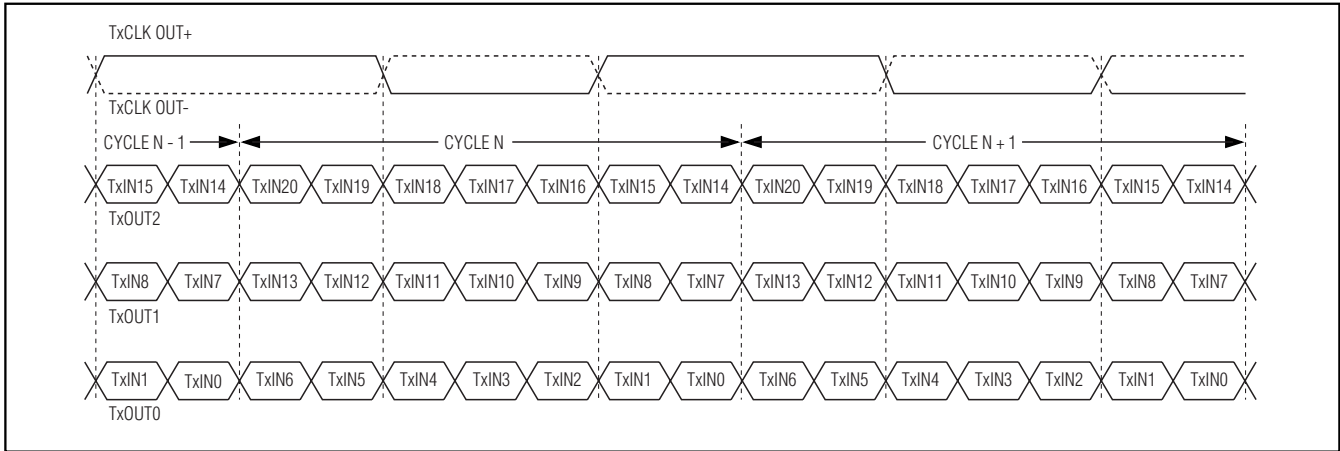 TxCLK OUT+
TxCLK OUT-
CYCLE N - 1 CYCLE N CYCLE N + 1
TxIN15 TxIN14 TxIN20 TxIN19 TxIN18 TxIN17 TxIN16 TxIN15 TxIN14 TxIN20 TxIN19 TxIN18 TxIN17 TxIN16 TxIN15 TxIN14
TxOUT2
TxIN8 TxIN7 TxIN13 TxIN12 TxIN11 TxIN10 TxIN9 TxIN8 TxIN7 TxIN13 TxIN12 TxIN11 TxIN10 TxIN9 TxIN8 TxIN7
TxOUT1
TxIN1 TxIN0 TxIN6 TxIN5 TxIN4 TxIN3 TxIN2 TxIN1 TxIN0 TxIN6 TxIN5 TxIN4 TxIN3 TxIN2 TxIN1 TxIN0
TxOUT0